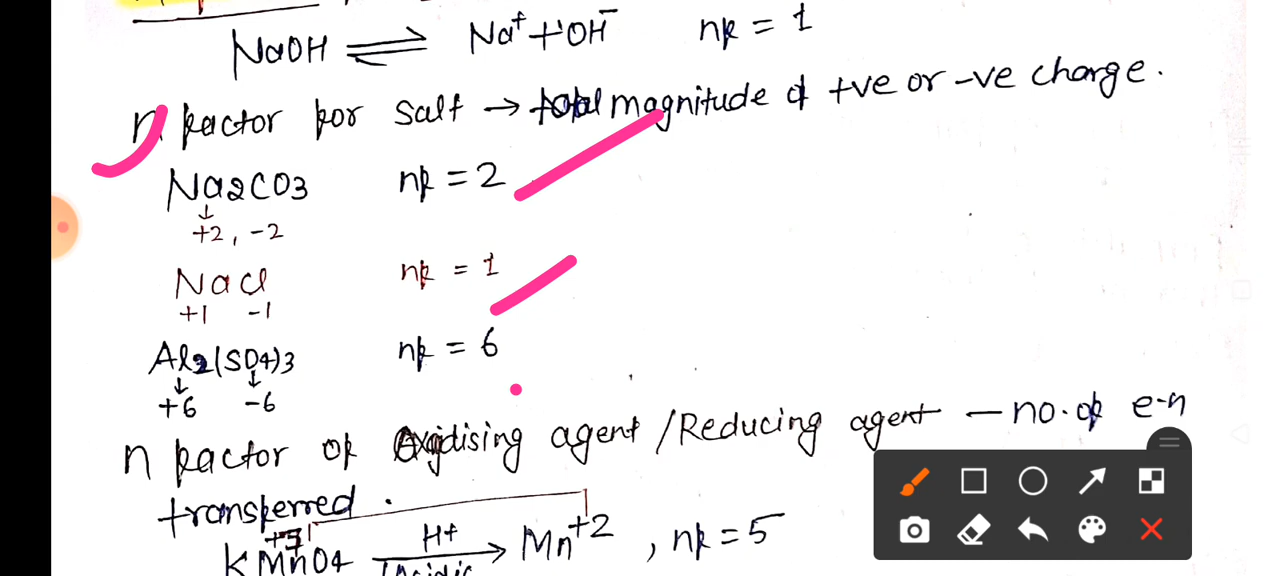 NaOH ⇌ Na⁺ + OH⁻ nf = 1
n factor for salt → total magnitude of +ve or -ve charge.
Na2CO3 nf = 2
↓
+2, -2
NaCl nf = 1
+1 -1
Al2(SO4)3 nf = 6
↓ ↓
+6 -6
n factor of Oxidising agent / Reducing agent — no. of e-n
transferred.
KMnO4 H+ → Mn+2, nf = 5